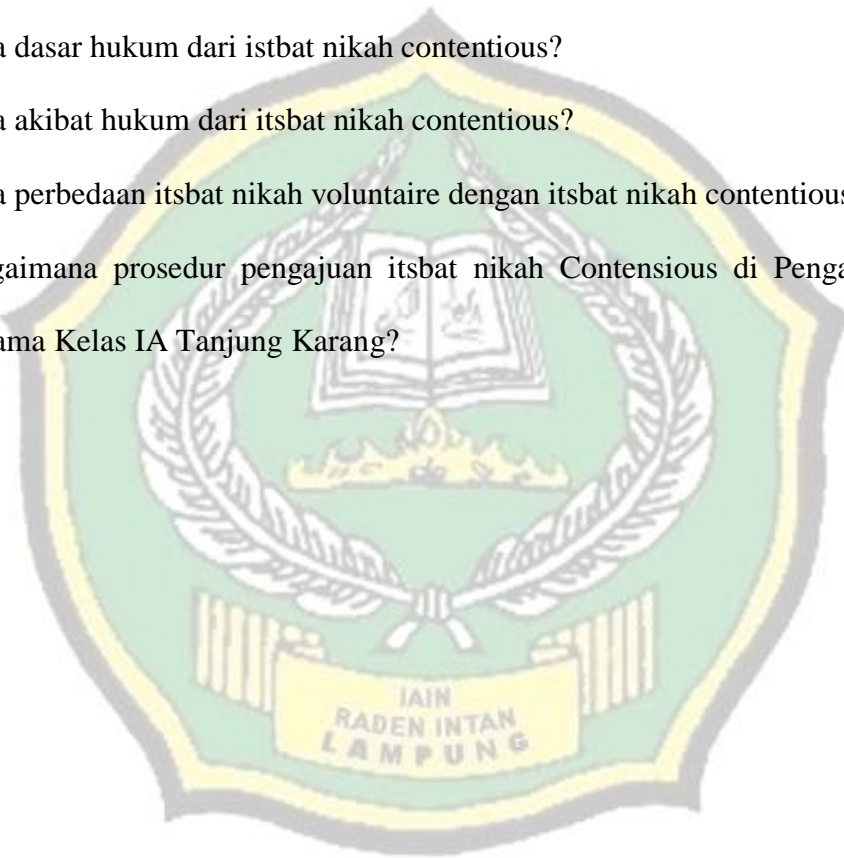 a dasar hukum dari istbat nikah contentious?
a akibat hukum dari itsbat nikah contentious?
a perbedaan itsbat nikah voluntaire dengan itsbat nikah contentious
gaimana prosedur pengajuan itsbat nikah Contensious di Penga
ama Kelas IA Tanjung Karang?
IAIN
RADEN INTAN
LAMPUNG